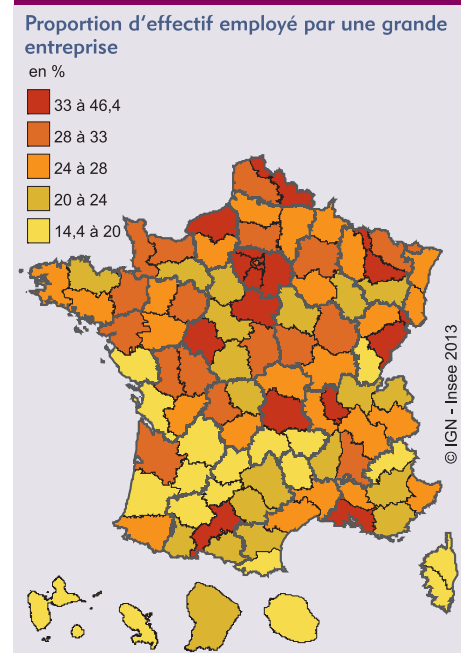 Proportion d'effectif employé par une grande
entreprise
en %
33 à 46,4
28 à 33
24 à 28
20 à 24
14,4 à 20
© IGN - Insee 2013